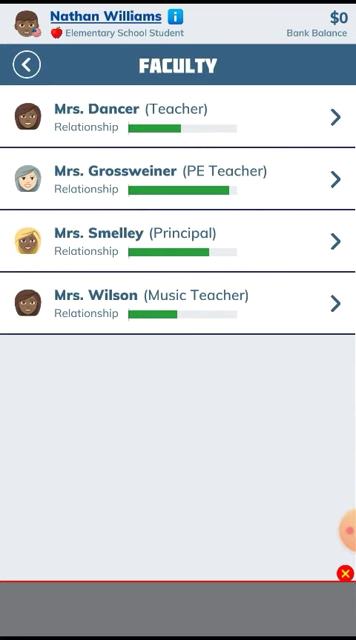 Nathan Williams i $0
Elementary School Student Bank Balance
FACULTY
Mrs. Dancer (Teacher)
Relationship
Mrs. Grossweiner (PE Teacher)
Relationship
Mrs. Smelley (Principal)
Relationship
Mrs. Wilson (Music Teacher)
Relationship